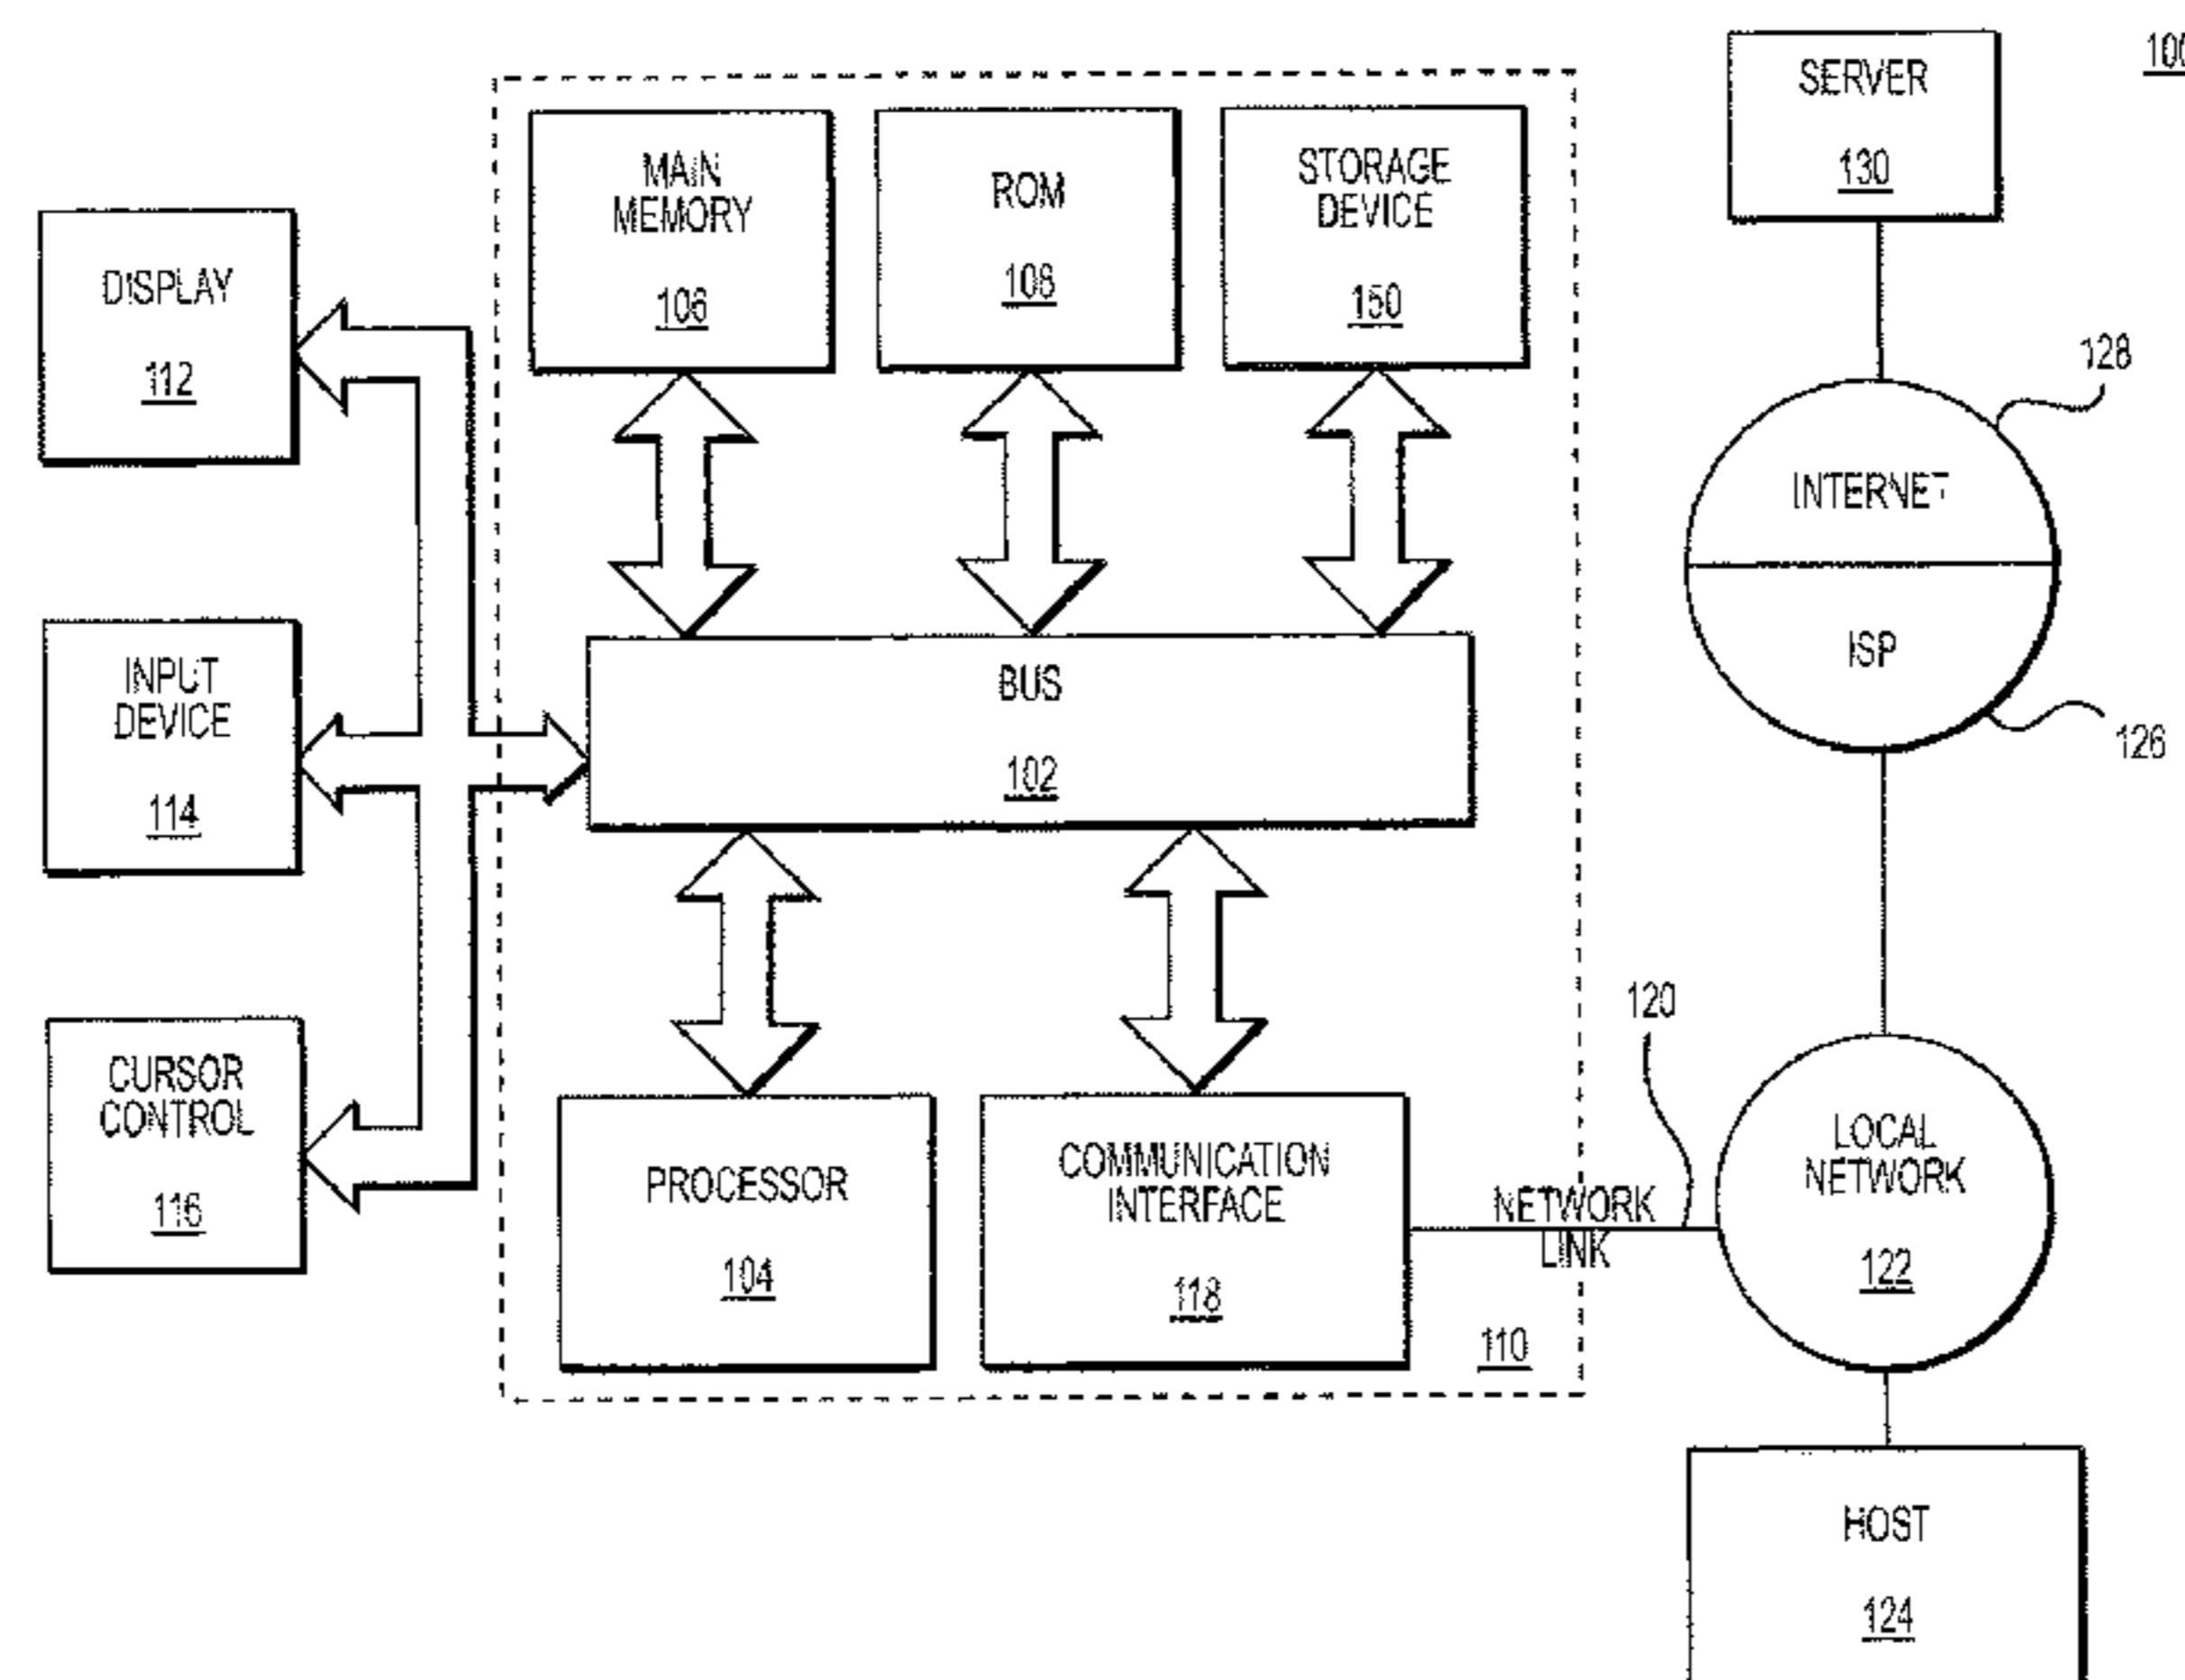 SERVER
130
MAIN
MEMORY
106
ROM
108
STORAGE
DEVICE
150
DISPLAY
112
128
INTERNET
ISP
126
INPUT
DEVICE
114
BUS
102
120
CURSOR
CONTROL
116
PROCESSOR
104
COMMUNICATION
INTERFACE
118
NETWORK
LINK
LOCAL
NETWORK
122
110
HOST
124